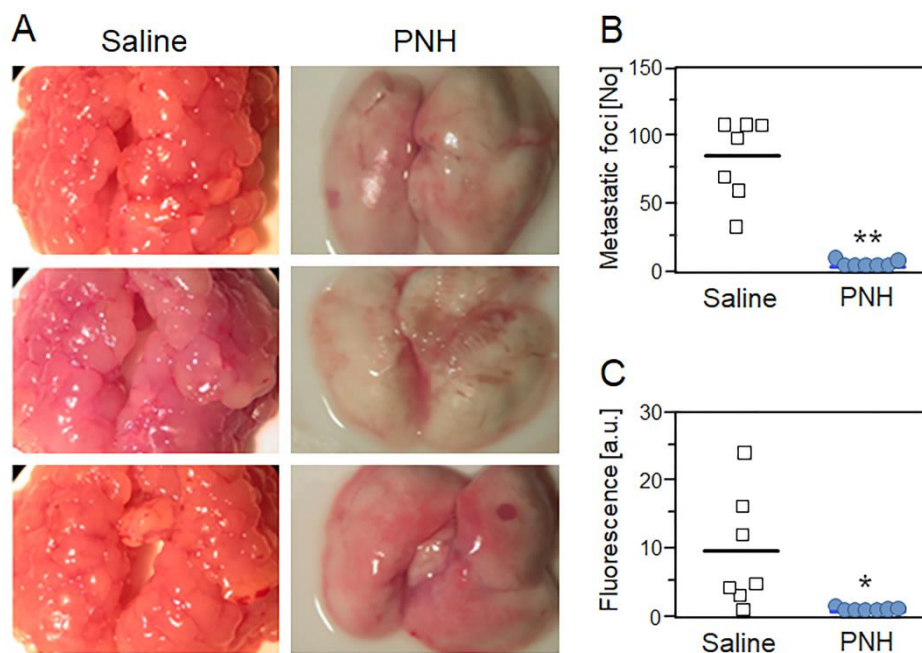 A
Saline
PNH
B
Metastatic foci [No]
150
100
50
0
**
Saline
PNH
C
Fluorescence [a.u.]
30
20
10
0
*
Saline
PNH